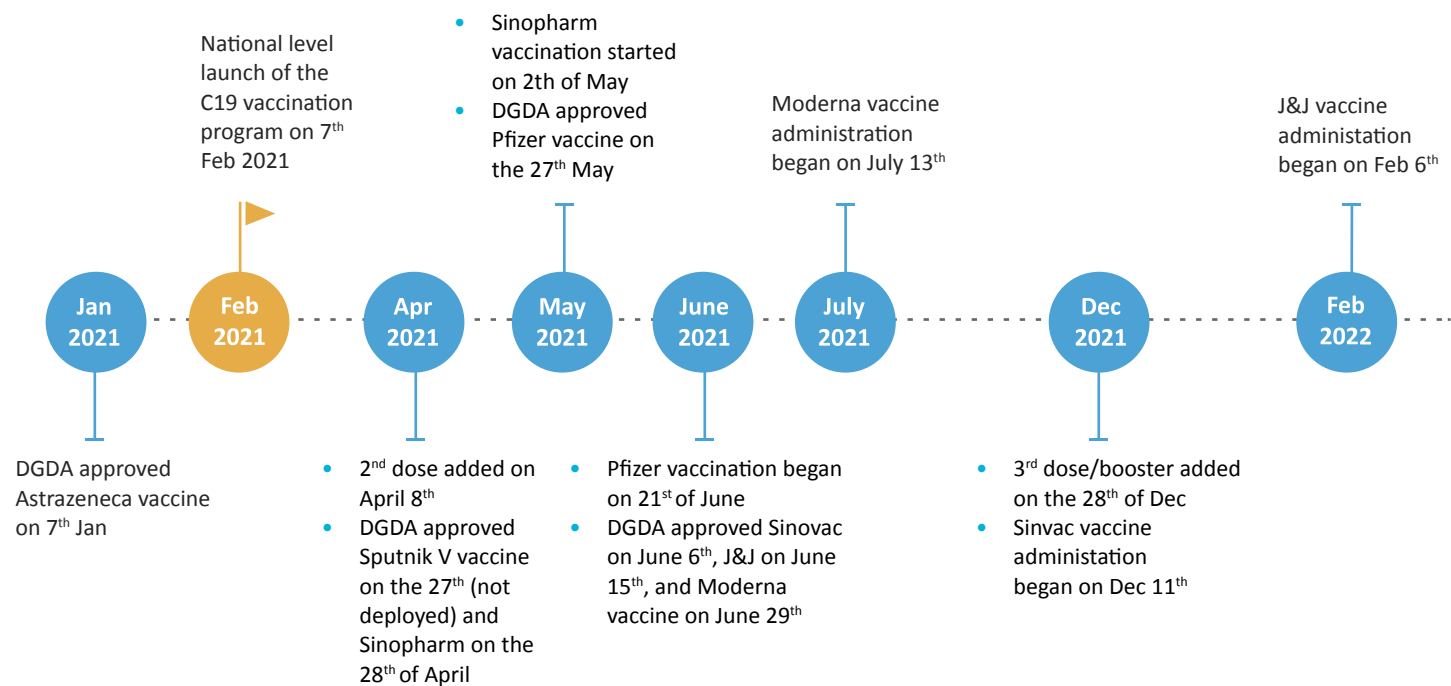 National level
launch of the
C19 vaccination
program on 7th
Feb 2021
• Sinopharm
vaccination started
on 2th of May
• DGDA approved
Pfizer vaccine on
the 27th May
Moderna vaccine
administration
began on July 13th
J&J vaccine
administation
began on Feb 6th
Jan
2021
Feb
2021
Apr
2021
May
2021
June
2021
July
2021
Dec
2021
Feb
2022
DGDA approved
Astrazeneca vaccine
on 7th Jan
• 2nd dose added on
April 8th
• DGDA approved
Sputnik V vaccine
on the 27th (not
deployed) and
Sinopharm on the
28th of April
• Pfizer vaccination began
on 21st of June
• DGDA approved Sinovac
on June 6th, J&J on June
15th, and Moderna
vaccine on June 29th
• 3rd dose/booster added
on the 28th of Dec
• Sinvac vaccine
administation
began on Dec 11th